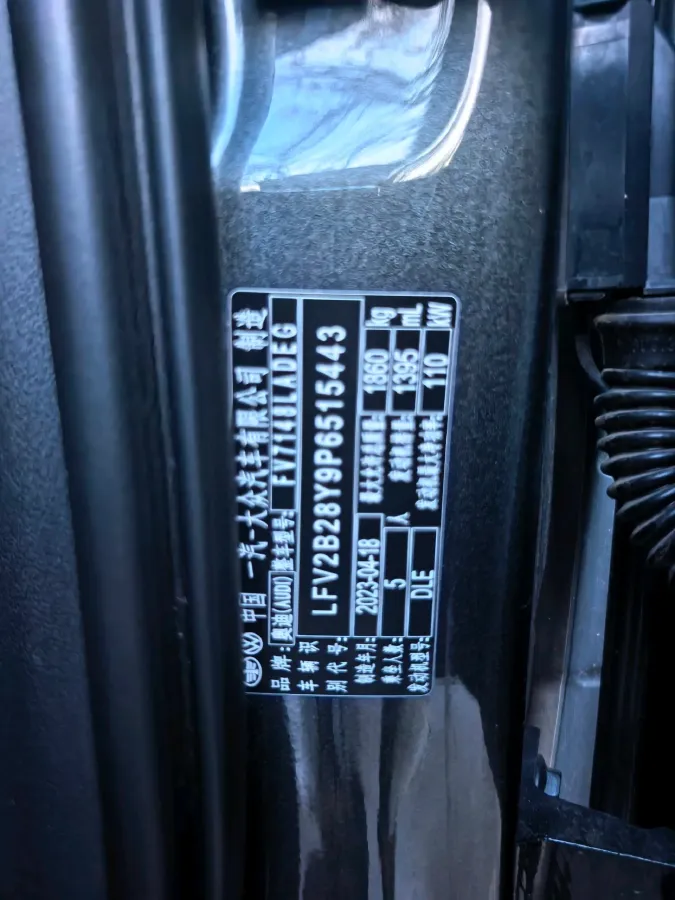 中国 一汽-大众汽车有限公司 制造
品牌: 奥迪(AUDI) 整车型号: FV7143LADEG
车辆识别代号: LFV2B28Y9P6515443
制造年月: 2023-04-18 最大允许总质量: 1860 kg
乘坐人数: 5 人 发动机排量: 1395 mL
发动机型号: DLE 发动机最大净功率: 110 kW